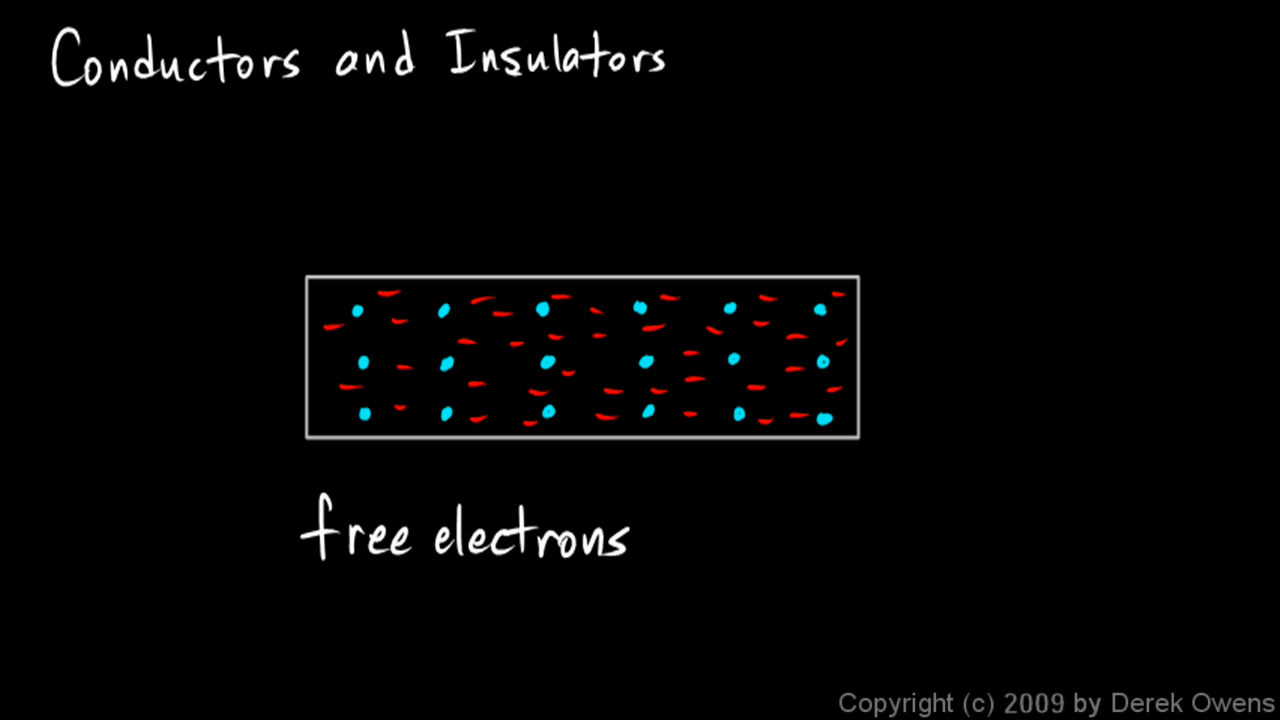 Conductors and Insulators
free electrons
Copyright (c) 2009 by Derek Owens